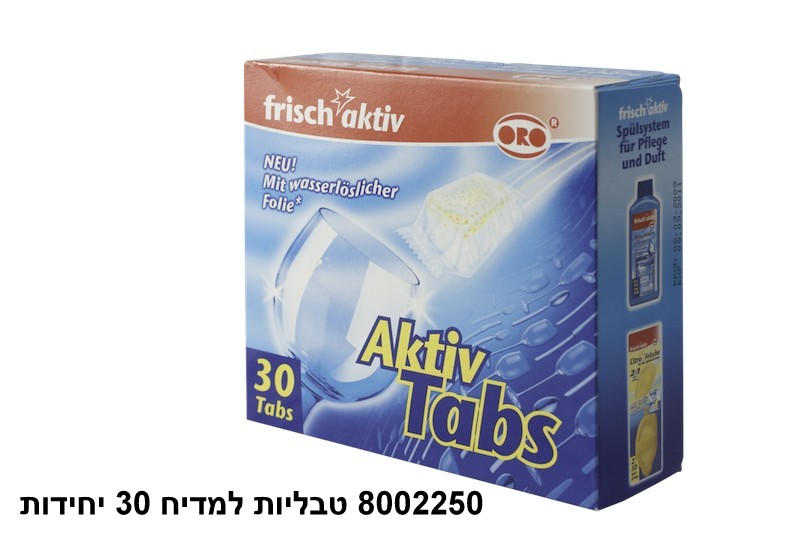 frisch aktiv
ORO®
NEU!
Mit wasserlöslicher
Folie*
30
Tabs
Aktiv
Tabs
frisch aktiv
Spülsystem
für Pflege
und Duft
8002250 טבליות למדיח 30 יחידות